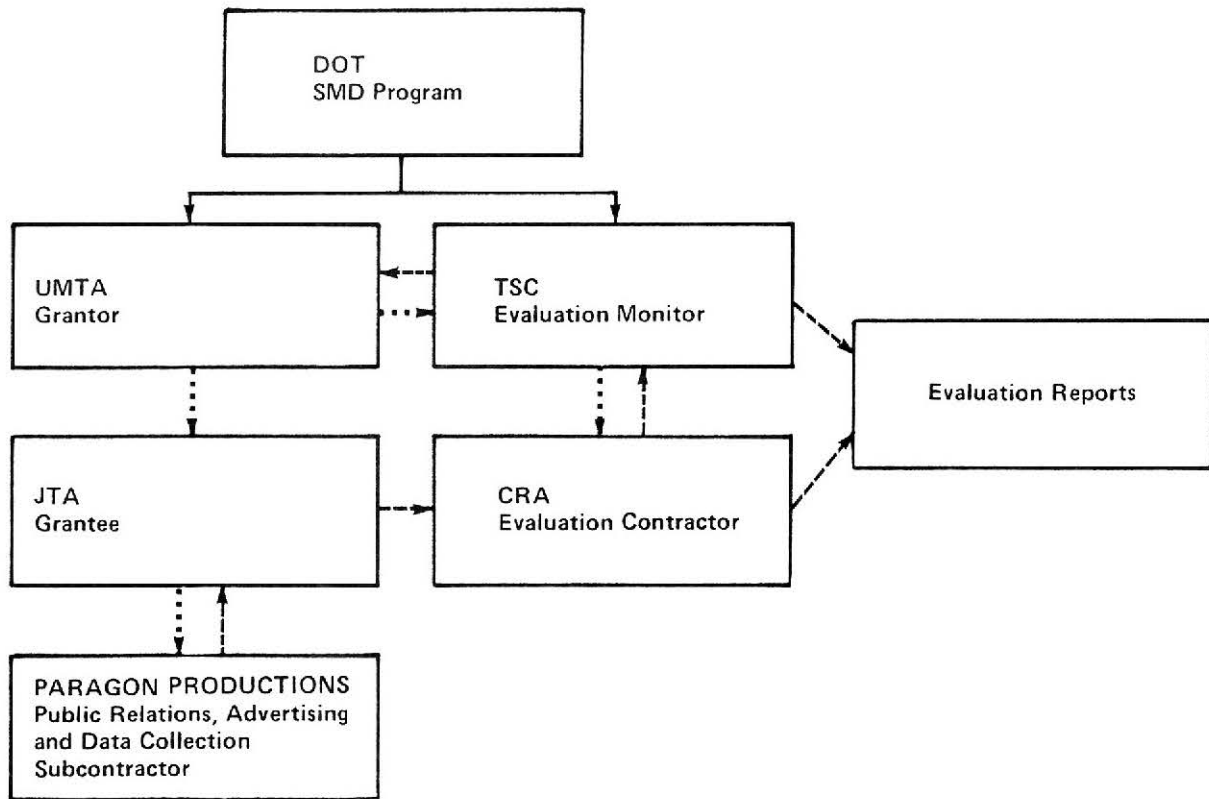 DOT
SMD Program
UMTA
Grantor
TSC
Evaluation Monitor
Evaluation Reports
JTA
Grantee
CRA
Evaluation Contractor
PARAGON PRODUCTIONS
Public Relations, Advertising
and Data Collection
Subcontractor